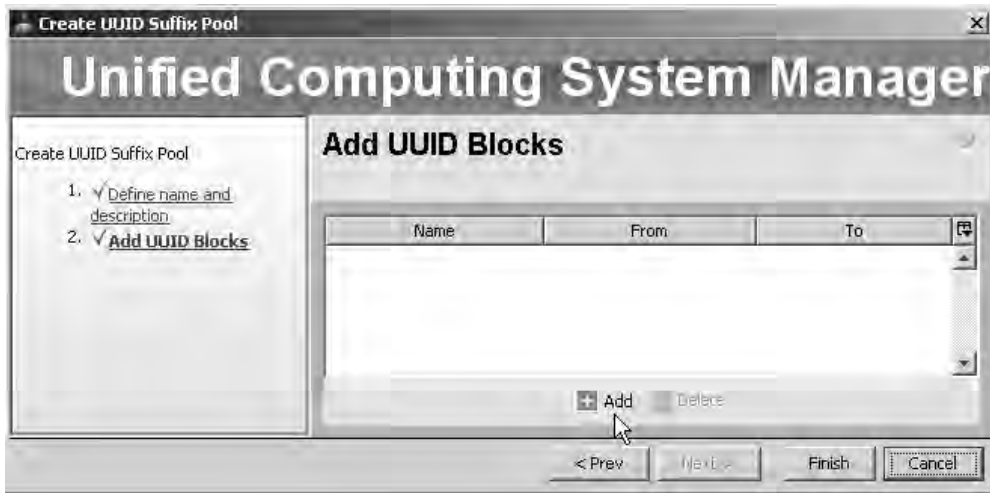 Create UUID Suffix Pool
Unified Computing System Manager
Create UUID Suffix Pool
1. √ Define name and
description
2. √ Add UUID Blocks
Add UUID Blocks
Name From To
Add Delete
< Prev Next > Finish Cancel